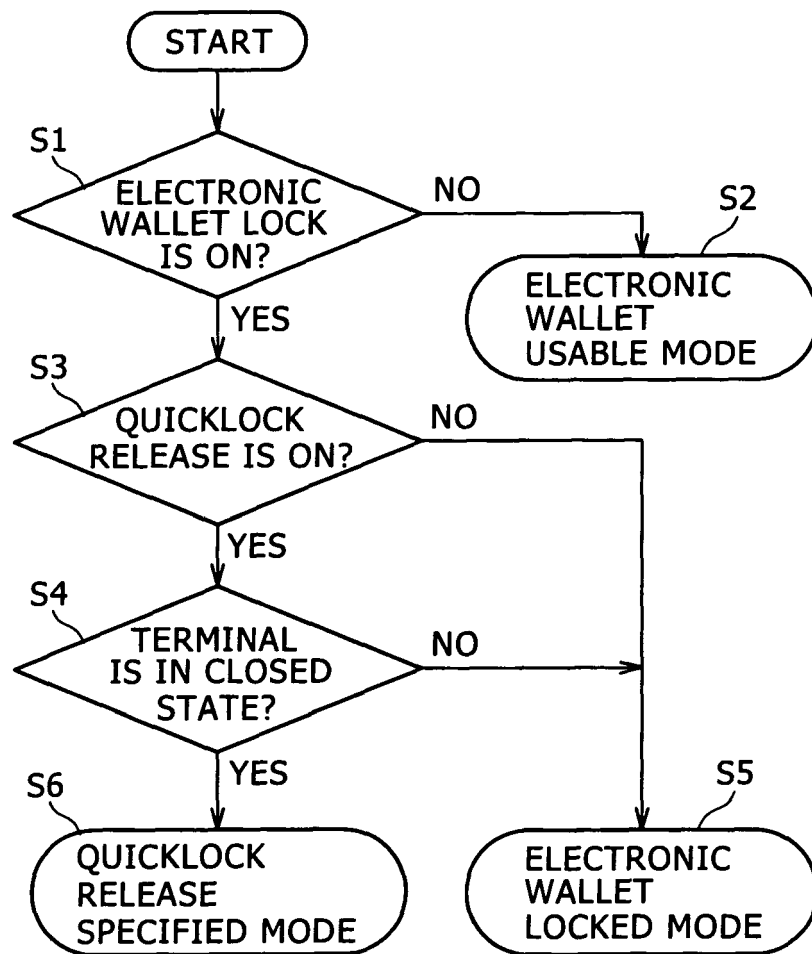 START
S1
ELECTRONIC
WALLET LOCK
IS ON?
NO
S2
ELECTRONIC
WALLET
USABLE MODE
YES
S3
QUICKLOCK
RELEASE IS ON?
NO
YES
S4
TERMINAL
IS IN CLOSED
STATE?
NO
YES
S6
QUICKLOCK
RELEASE
SPECIFIED MODE
S5
ELECTRONIC
WALLET
LOCKED MODE